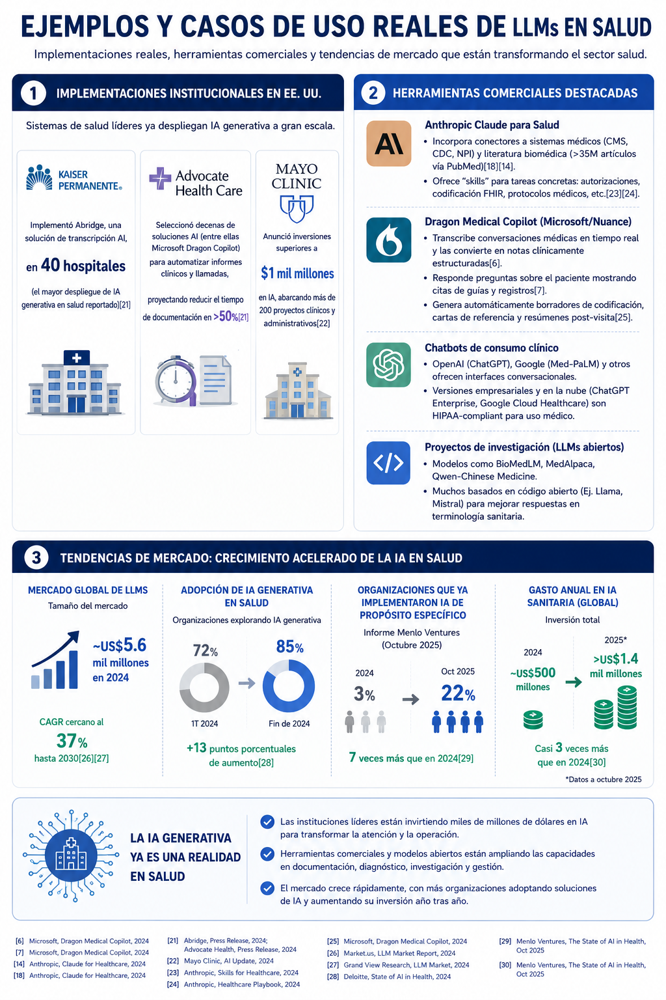 EJEMPLOS Y CASOS DE USO REALES DE LLMs EN SALUD
Implementaciones reales, herramientas comerciales y tendencias de mercado que están transformando el sector salud.
1 IMPLEMENTACIONES INSTITUCIONALES EN EE. UU.
Sistemas de salud líderes ya despliegan IA generativa a gran escala.
KAISER
PERMANENTE®
Implementó Abridge, una
solución de transcripción AI,
en 40 hospitales
(el mayor despliegue de IA
generativa en salud reportado)[21]
Advocate
Health Care
Seleccionó decenas de
soluciones AI (entre ellas
Microsoft Dragon Copilot)
para automatizar informes
clínicos y llamadas,
proyectando reducir el tiempo
de documentación en >50%[21]
MAYO
CLINIC
Anunció inversiones
superiores a
$1 mil millones
en IA, abarcando más de
200 proyectos clínicos y
administrativos[22]
2 HERRAMIENTAS COMERCIALES DESTACADAS
Anthropic Claude para Salud
• Incorpora conectores a sistemas médicos (CMS,
CDC, NPI) y literatura biomédica (>35M artículos
vía PubMed)[18][14].
• Ofrece “skills” para tareas concretas: autorizaciones,
codificación FHIR, protocolos médicos, etc.[23][24].
Dragon Medical Copilot (Microsoft/Nuance)
• Transcribe conversaciones médicas en tiempo real
y las convierte en notas clínicamente
estructuradas[6].
• Responde preguntas sobre el paciente mostrando
citas de guías y registros[7].
• Genera automáticamente borradores de codificación,
cartas de referencia y resúmenes post-visita[25].
Chatbots de consumo clínico
• OpenAI (ChatGPT), Google (Med-PaLM) y otros
ofrecen interfaces conversacionales.
• Versiones empresariales y en la nube (ChatGPT
Enterprise, Google Cloud Healthcare) son
HIPAA-compliant para uso médico.
Proyectos de investigación (LLMs abiertos)
• Modelos como BioMedLM, MedAlpaca,
Qwen-Chinese Medicine.
• Muchos basados en código abierto (Ej. Llama,
Mistral) para mejorar respuestas en
terminología sanitaria.
3 TENDENCIAS DE MERCADO: CRECIMIENTO ACELERADO DE LA IA EN SALUD
MERCADO GLOBAL DE LLMS
Tamaño del mercado
~US$5.6
mil millones
en 2024
CAGR cercano al
37%
hasta 2030[26][27]
ADOPCIÓN DE IA GENERATIVA
EN SALUD
Organizaciones explorando IA generativa
72%
85%
1T 2024
Fin de 2024
+13 puntos porcentuales
de aumento[28]
ORGANIZACIONES QUE YA
IMPLEMENTARON IA DE
PROPÓSITO ESPECÍFICO
Informe Menlo Ventures
(Octubre 2025)
2024
3%
Oct 2025
22%
7 veces más que en 2024[29]
GASTO ANUAL EN IA
SANITARIA (GLOBAL)
Inversión total
2024
~US$500
millones
2025*
>US$1.4
mil millones
Casi 3 veces más
que en 2024[30]
*Datos a octubre 2025
LA IA GENERATIVA
YA ES UNA REALIDAD
EN SALUD
Las instituciones líderes están invirtiendo miles de millones de dólares en IA
para transformar la atención y la operación.
Herramientas comerciales y modelos abiertos están ampliando las capacidades
en documentación, diagnóstico, investigación y gestión.
El mercado crece rápidamente, con más organizaciones adoptando soluciones
de IA y aumentando su inversión año tras año.
[6] Microsoft, Dragon Medical Copilot, 2024
[7] Microsoft, Dragon Medical Copilot, 2024
[14] Anthropic, Claude for Healthcare, 2024
[18] Anthropic, Claude for Healthcare, 2024
[21] Abridge, Press Release, 2024;
Advocate Health, Press Release, 2024
[22] Mayo Clinic, AI Update, 2024
[23] Anthropic, Skills for Healthcare, 2024
[24] Anthropic, Healthcare Playbook, 2024
[25] Microsoft, Dragon Medical Copilot, 2024
[26] Market.us, LLM Market Report, 2024
[27] Grand View Research, LLM Market, 2024
[28] Deloitte, State of AI in Health, 2024
[29] Menlo Ventures, The State of AI in Health,
Oct 2025
[30] Menlo Ventures, The State of AI in Health,
Oct 2025